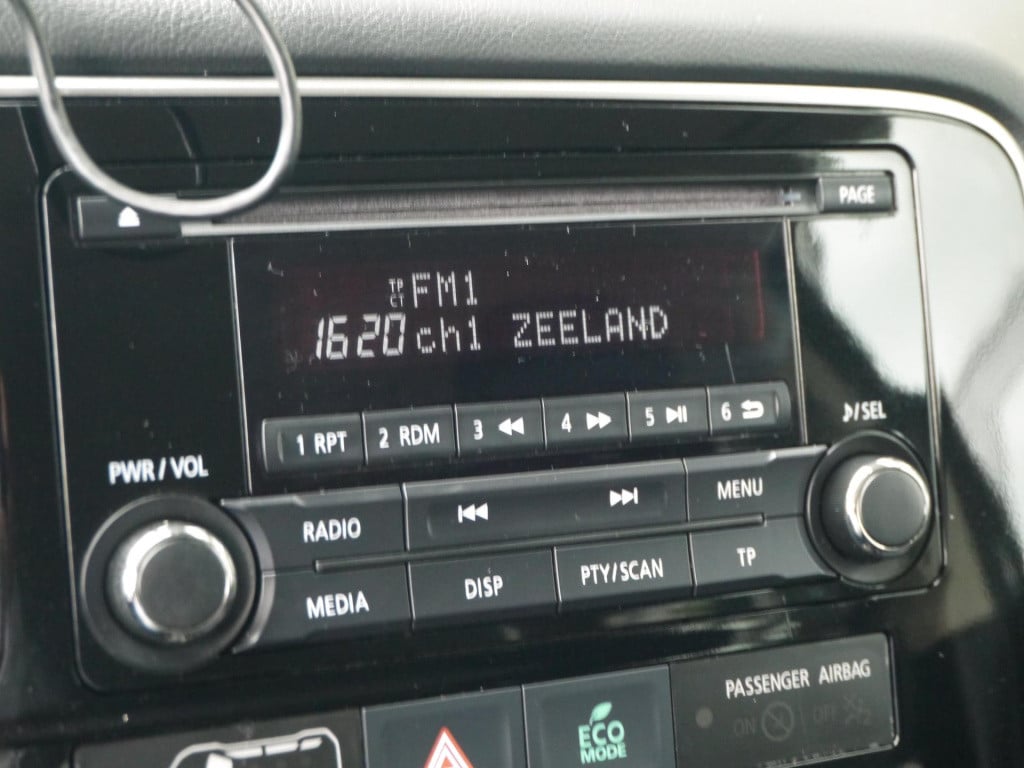 PAGE
TP FM1
CT
1620 ch1 ZEELAND
1 RPT 2 RDM 3 4 5 6
♪/SEL
PWR / VOL
RADIO MENU
MEDIA DISP PTY/SCAN TP
PASSENGER AIRBAG
ON OFF
ECO
MODE